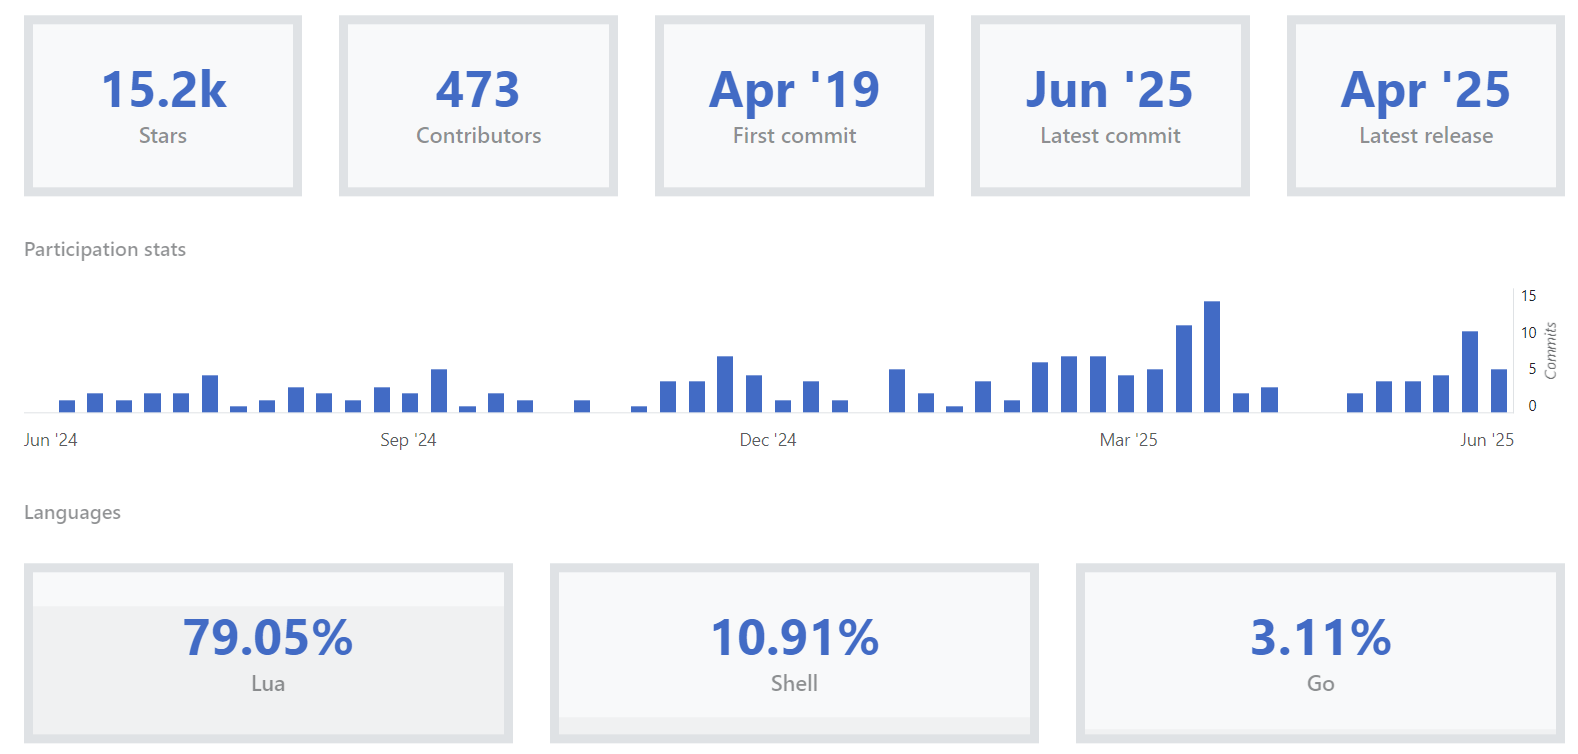 15.2k
Stars
473
Contributors
Apr '19
First commit
Jun '25
Latest commit
Apr '25
Latest release
Participation stats
15
10
5
0
Commits
Jun '24
Sep '24
Dec '24
Mar '25
Jun '25
Languages
79.05%
Lua
10.91%
Shell
3.11%
Go